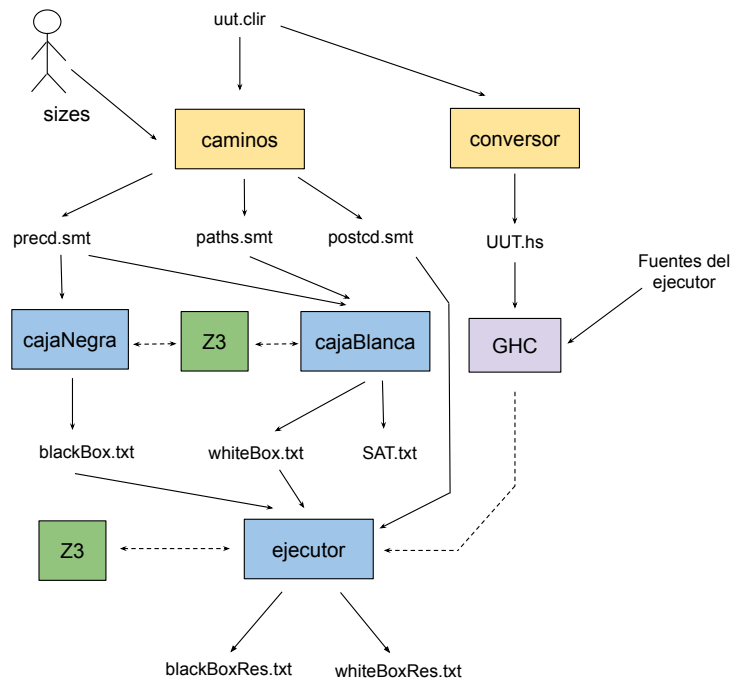 uut.clir
sizes
caminos
conversor
precd.smt
paths.smt
postcd.smt
UUT.hs
Fuentes del
ejecutor
cajaNegra
Z3
cajaBlanca
GHC
blackBox.txt
whiteBox.txt
SAT.txt
Z3
ejecutor
blackBoxRes.txt
whiteBoxRes.txt